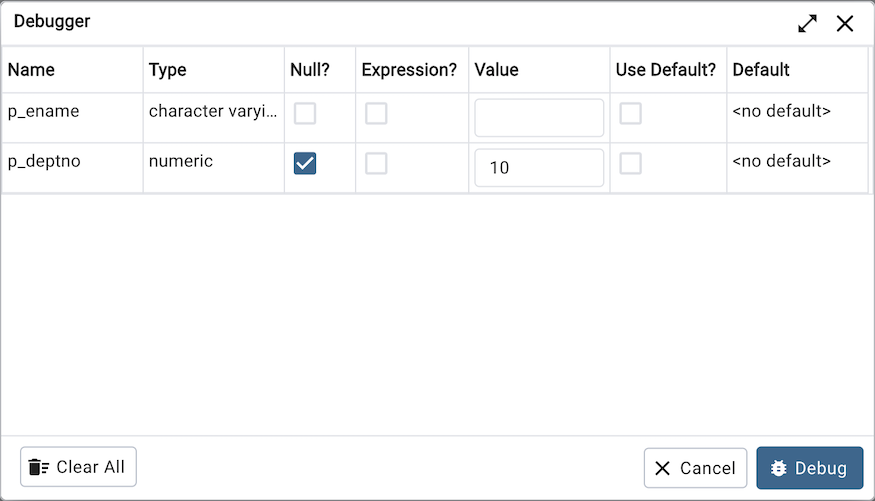 Debugger
Name Type Null? Expression? Value Use Default? Default
p_ename character varyi... <no default>
p_deptno numeric 10 <no default>
Clear All Cancel Debug